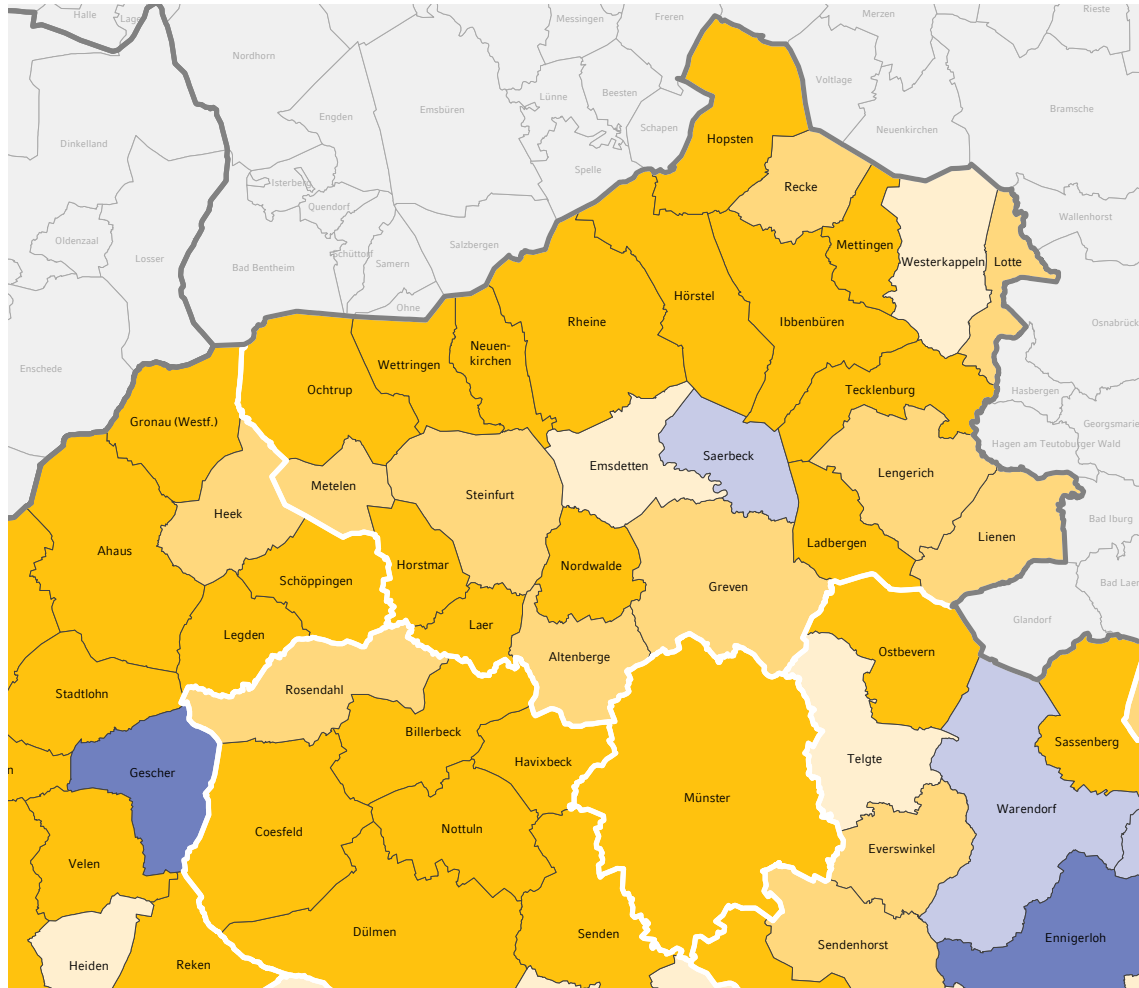 Halle
Lage
Messingen
Freren
Merzen
Rieste
Nordhorn
Voltlage
Lünne
Beesten
Emsbüren
Bramsche
Engden
Schapen
Neuenkirchen
Dinkelland
Hopsten
Spelle
Isterberg
Recke
Quendorf
Wallenhorst
Oldenzaal
Losser
Salzbergen
Mettingen
Schüttorf
Samern
Bad Bentheim
Westerkappeln
Lotte
Hörstel
Ohne
Rheine
Ibbenbüren
Osnabrück
Neuen-
kirchen
Wettringen
Enschede
Ochtrup
Tecklenburg
Hasbergen
Gronau (Westf.)
Georgsmarie
Hagen am Teutoburger Wald
Saerbeck
Emsdetten
Lengerich
Metelen
Steinfurt
Heek
Bad Iburg
Lienen
Ladbergen
Ahaus
Horstmar
Nordwalde
Schöppingen
Bad Laer
Greven
Glandorf
Laer
Legden
Ostbevern
Altenberge
Rosendahl
Stadtlohn
Billerbeck
Sassenberg
Telgte
Havixbeck
n
Gescher
Münster
Warendorf
Nottuln
Coesfeld
Everswinkel
Velen
Dülmen
Senden
Ennigerloh
Sendenhorst
Heiden
Reken